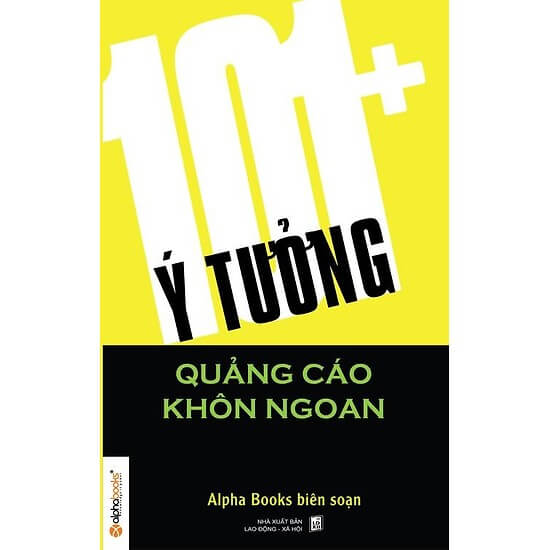 101+
Ý TƯỞNG
QUẢNG CÁO
KHÔN NGOAN
Alpha Books biên soạn
NHÀ XUẤT BẢN
LAO ĐỘNG - XÃ HỘI
alphabooks